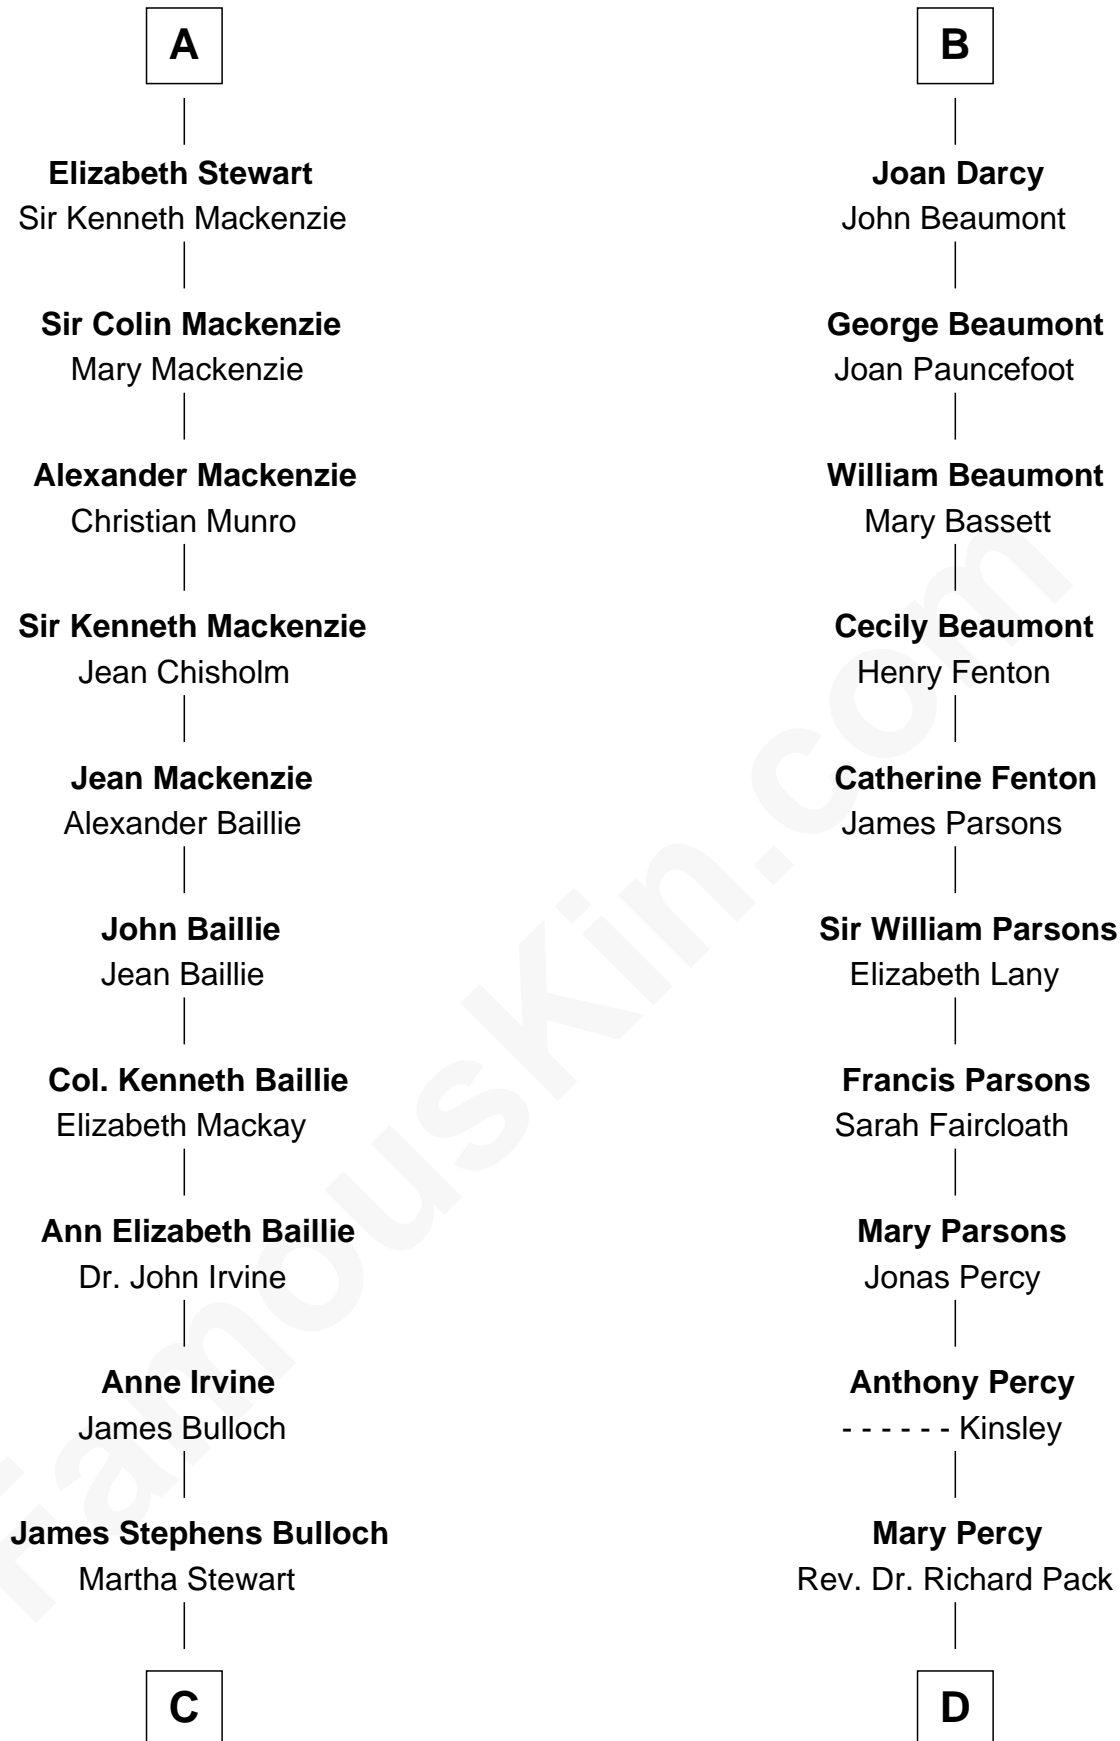 A
Elizabeth Stewart
Sir Kenneth Mackenzie
Sir Colin Mackenzie
Mary Mackenzie
Alexander Mackenzie
Christian Munro
Sir Kenneth Mackenzie
Jean Chisholm
Jean Mackenzie
Alexander Baillie
John Baillie
Jean Baillie
Col. Kenneth Baillie
Elizabeth Mackay
Ann Elizabeth Baillie
Dr. John Irvine
Anne Irvine
James Bulloch
James Stephens Bulloch
Martha Stewart
C
B
Joan Darcy
John Beaumont
George Beaumont
Joan Pauncefoot
William Beaumont
Mary Bassett
Cecily Beaumont
Henry Fenton
Catherine Fenton
James Parsons
Sir William Parsons
Elizabeth Lany
Francis Parsons
Sarah Faircloath
Mary Parsons
Jonas Percy
Anthony Percy
- - - - - - Kinsley
Mary Percy
Rev. Dr. Richard Pack
D
FamousKin.com